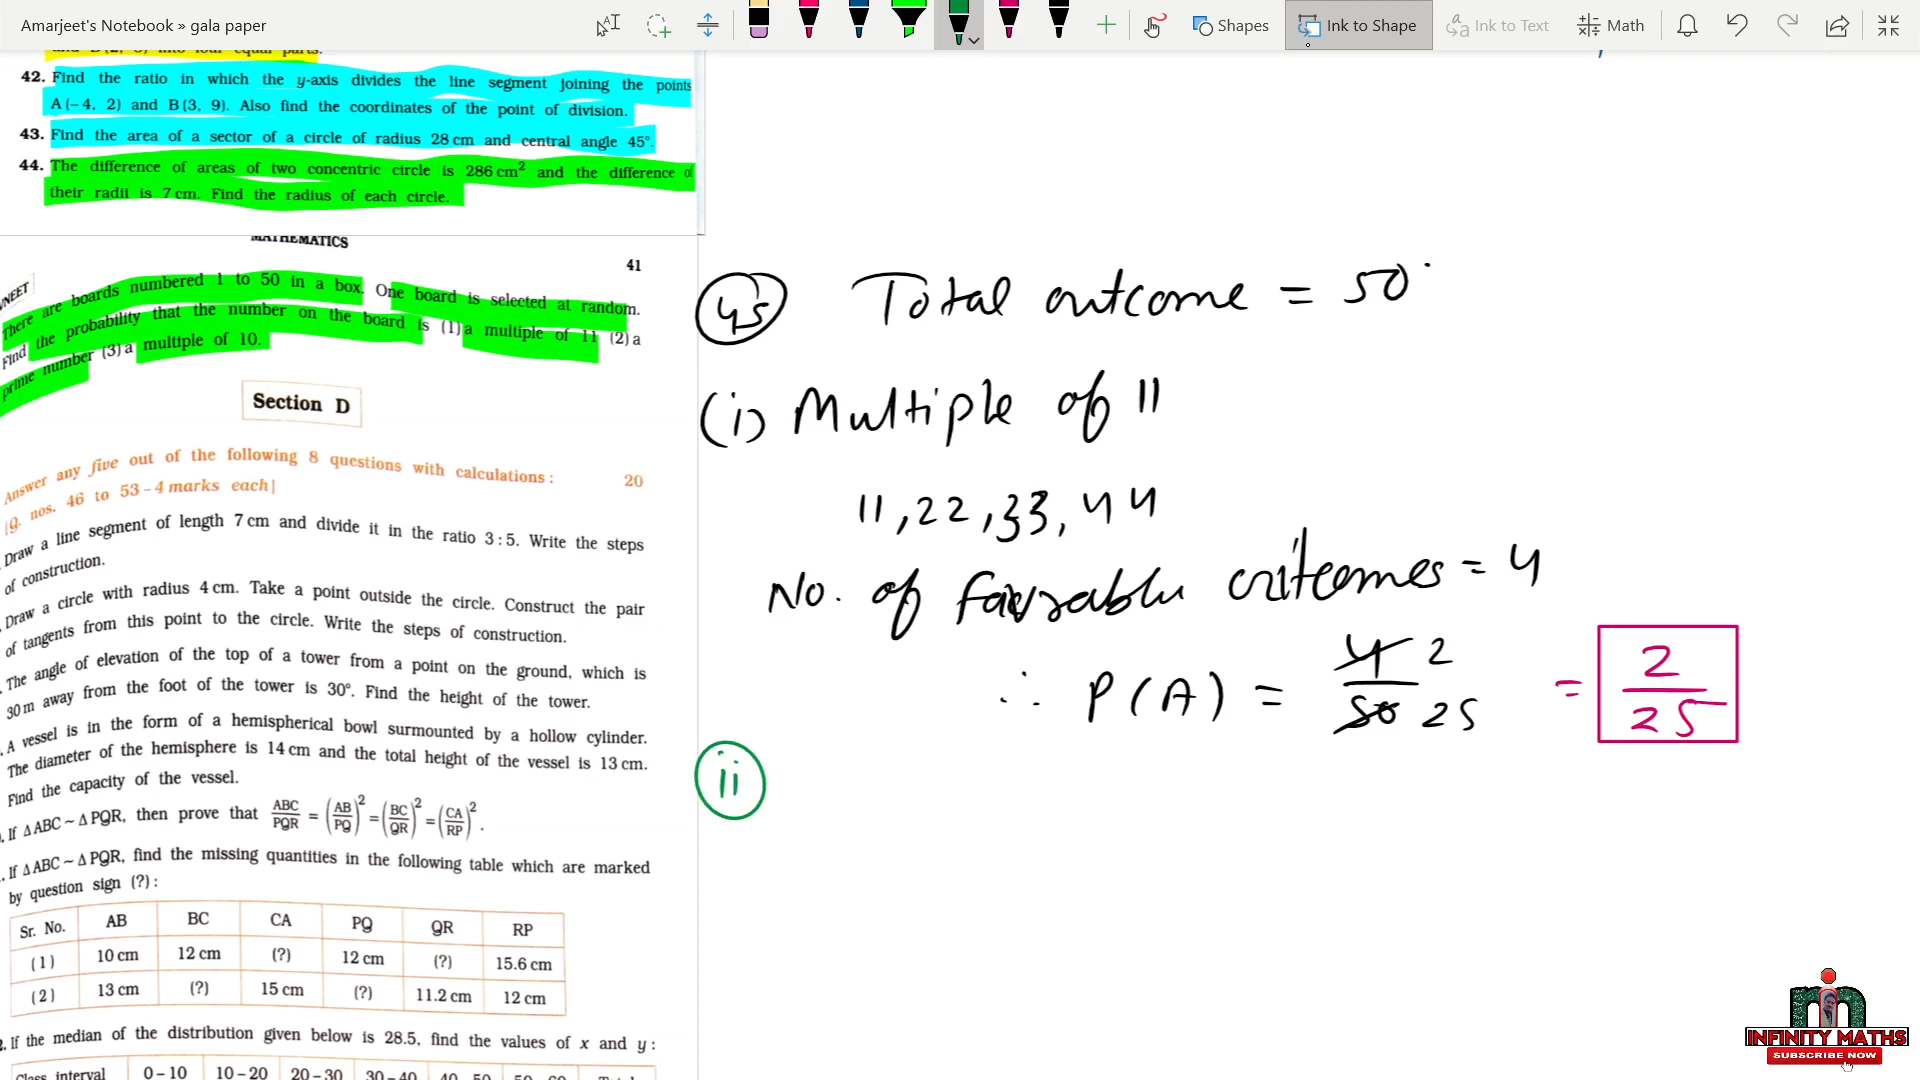 Amarjeet's Notebook » gala paper
Shapes
Ink to Shape
Ink to Text
Math
into four equal parts.
42. Find the ratio in which the y-axis divides the line segment joining the points
A(−4, 2) and B(3, 9). Also find the coordinates of the point of division.
43. Find the area of a sector of a circle of radius 28 cm and central angle 45°.
44. The difference of areas of two concentric circle is 286 cm² and the difference of
their radii is 7 cm. Find the radius of each circle.
MATHEMATICS
41
There are boards numbered 1 to 50 in a box. One board is selected at random.
Find the probability that the number on the board is (1) a multiple of 11 (2) a
prime number (3) a multiple of 10.
Section D
Answer any five out of the following 8 questions with calculations : 20
[Q. nos. 46 to 53 – 4 marks each]
Draw a line segment of length 7 cm and divide it in the ratio 3 : 5. Write the steps
of construction.
Draw a circle with radius 4 cm. Take a point outside the circle. Construct the pair
of tangents from this point to the circle. Write the steps of construction.
The angle of elevation of the top of a tower from a point on the ground, which is
30 m away from the foot of the tower is 30°. Find the height of the tower.
A vessel is in the form of a hemispherical bowl surmounted by a hollow cylinder.
The diameter of the hemisphere is 14 cm and the total height of the vessel is 13 cm.
Find the capacity of the vessel.
If ΔABC ~ ΔPQR, then prove that ABC/PQR = (AB/PQ)² = (BC/QR)² = (CA/RP)².
If ΔABC ~ ΔPQR, find the missing quantities in the following table which are marked
by question sign (?) :
Sr. No. AB BC CA PQ QR RP
(1) 10 cm 12 cm (?) 12 cm (?) 15.6 cm
(2) 13 cm (?) 15 cm (?) 11.2 cm 12 cm
If the median of the distribution given below is 28.5, find the values of x and y :
Class interval 0–10 10–20 20–30 30–40 40–50 50–60 Total
45 Total outcome = 50
(i) Multiple of 11
11, 22, 33, 44
No. of favorable outcomes = 4
∴ P(A) = 4/50 2/25 = 2/25
ii
INFINITY MATHS
SUBSCRIBE NOW